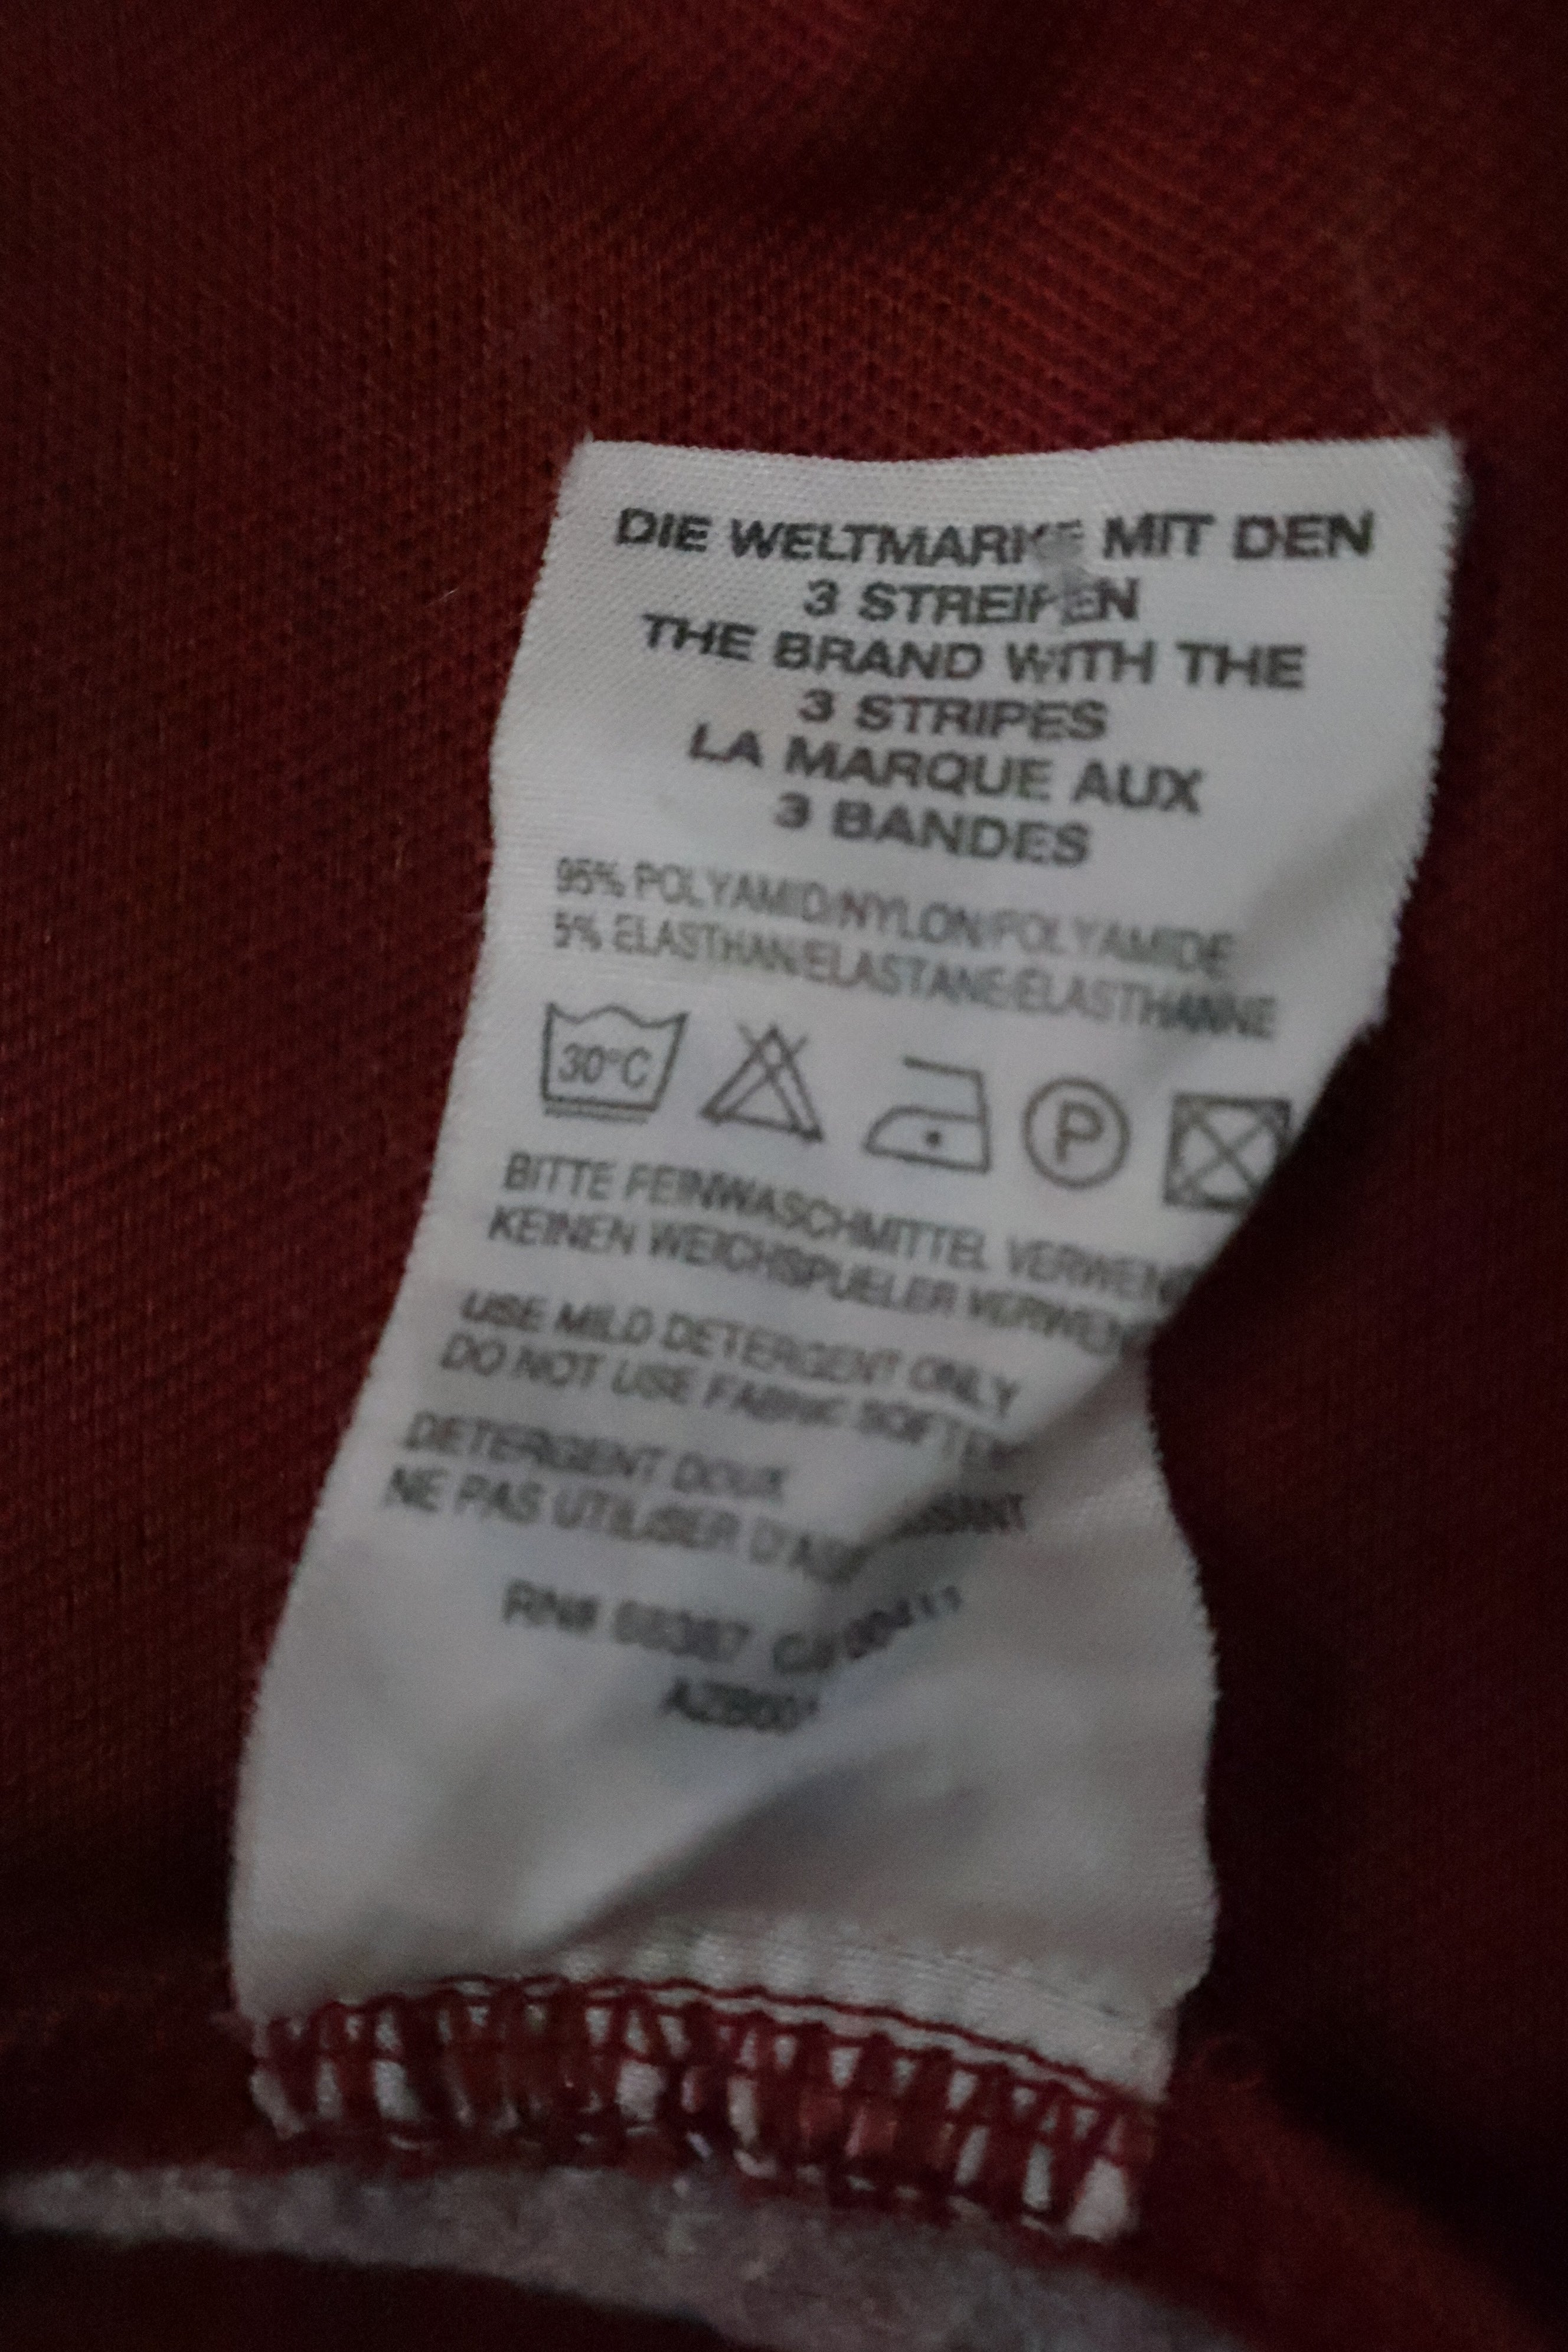 DIE WELTMARKE MIT DEN
3 STREIFEN
THE BRAND WITH THE
3 STRIPES
LA MARQUE AUX
3 BANDES
95% POLYAMID/NYLON/POLYAMIDE
5% ELASTHAN/ELASTANE/ELASTHANNE
30°C
P
BITTE FEINWASCHMITTEL
KEINEN WEICHSPUELER
USE MILD DETERGENT ONLY
DO NOT USE FABRIC
DETERGENT DOUX
NE PAS UTILISER
RN#